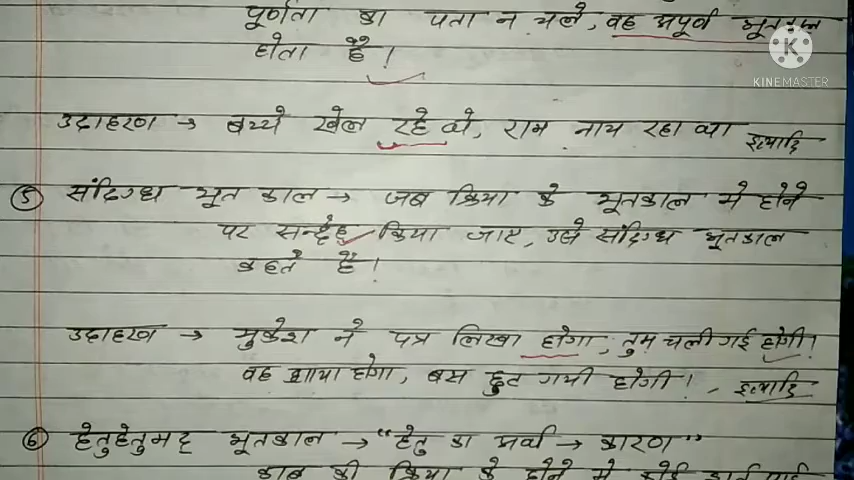 पूर्णता का पता न चले, वह अपूर्ण भूतकाल
होता है।
KINEMASTER
उदाहरण → बच्चे खेल रहे थे, राम नाच रहा था इत्यादि
(5) संदिग्ध भूत काल → जब क्रिया के भूतकाल मे होने
पर सन्देह किया जाए, उसे संदिग्ध भूतकाल
कहते है।
उदाहरण → मुकेश ने पत्र लिखा होगा, तुम चली गई होगी।
वह आया होगा, बस छुट गयी होगी। - इत्यादि
(6) हेतुहेतुमद् भूतकाल → "हेतु का अर्थ → कारण"
काल की क्रिया के होने मे कोई